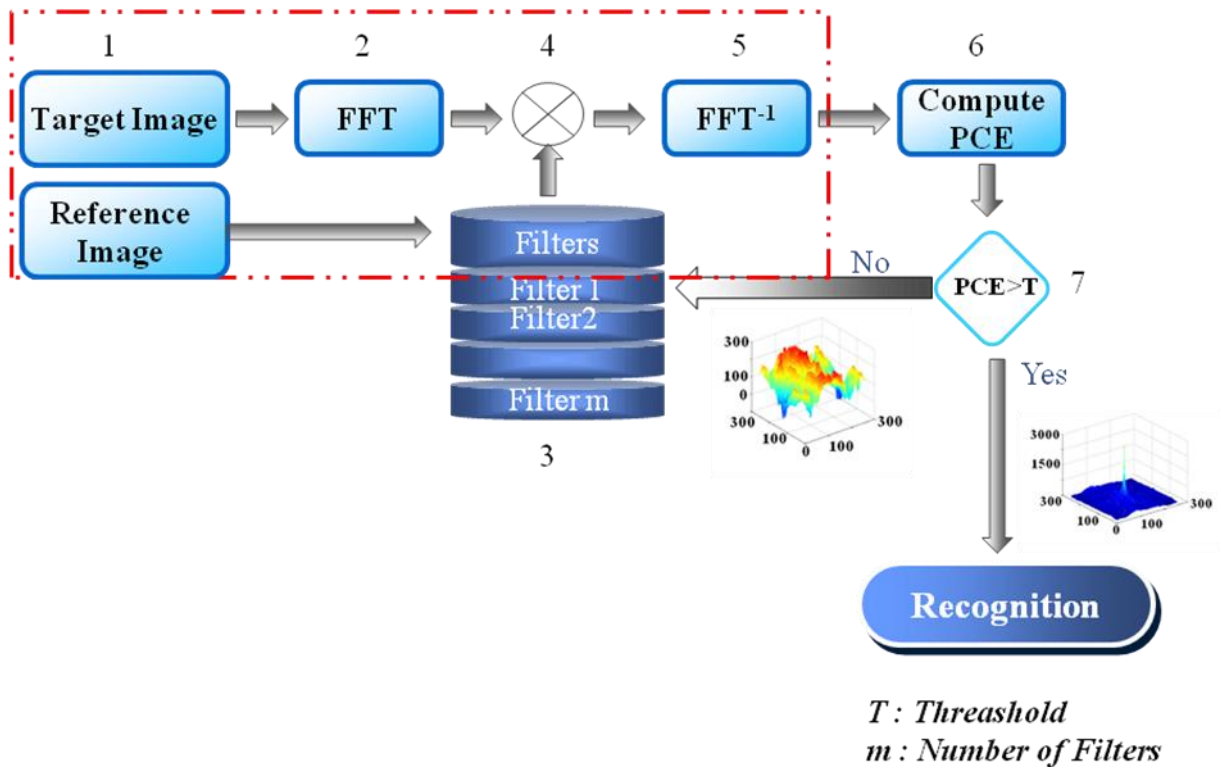 1
2
4
5
6
Target Image
FFT
FFT-1
Compute
PCE
Reference
Image
Filters
Filter 1
Filter2
Filter m
3
No
PCE>T
7
Yes
300
100
0
300
100
0
100
300
3000
1500
300
100
0
100
300
Recognition
T : Threashold
m : Number of Filters